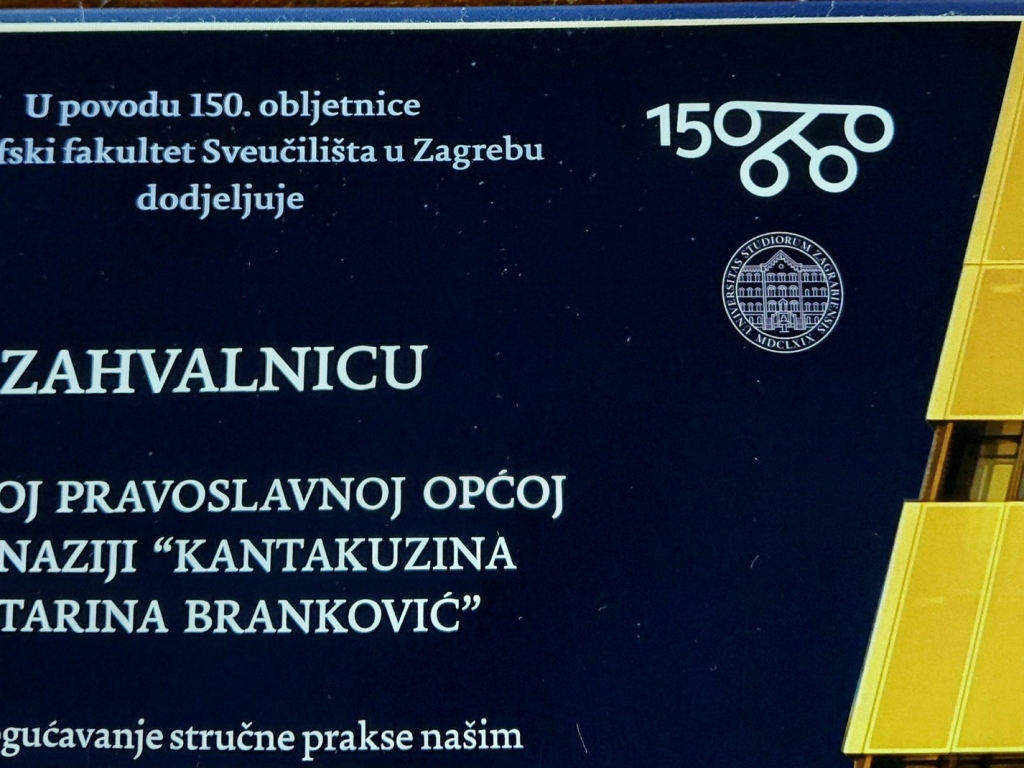 U povodu 150. obljetnice
fski fakultet Sveučilišta u Zagrebu
dodjeljuje
150
UNIVERSITAS STUDIORUM ZAGRABIENSIS
MDCLXIX
ZAHVALNICU
OJ PRAVOSLAVNOJ OPĆOJ
NAZIJI “KANTAKUZINA
TARINA BRANKOVIĆ”
gućavanje stručne prakse našim